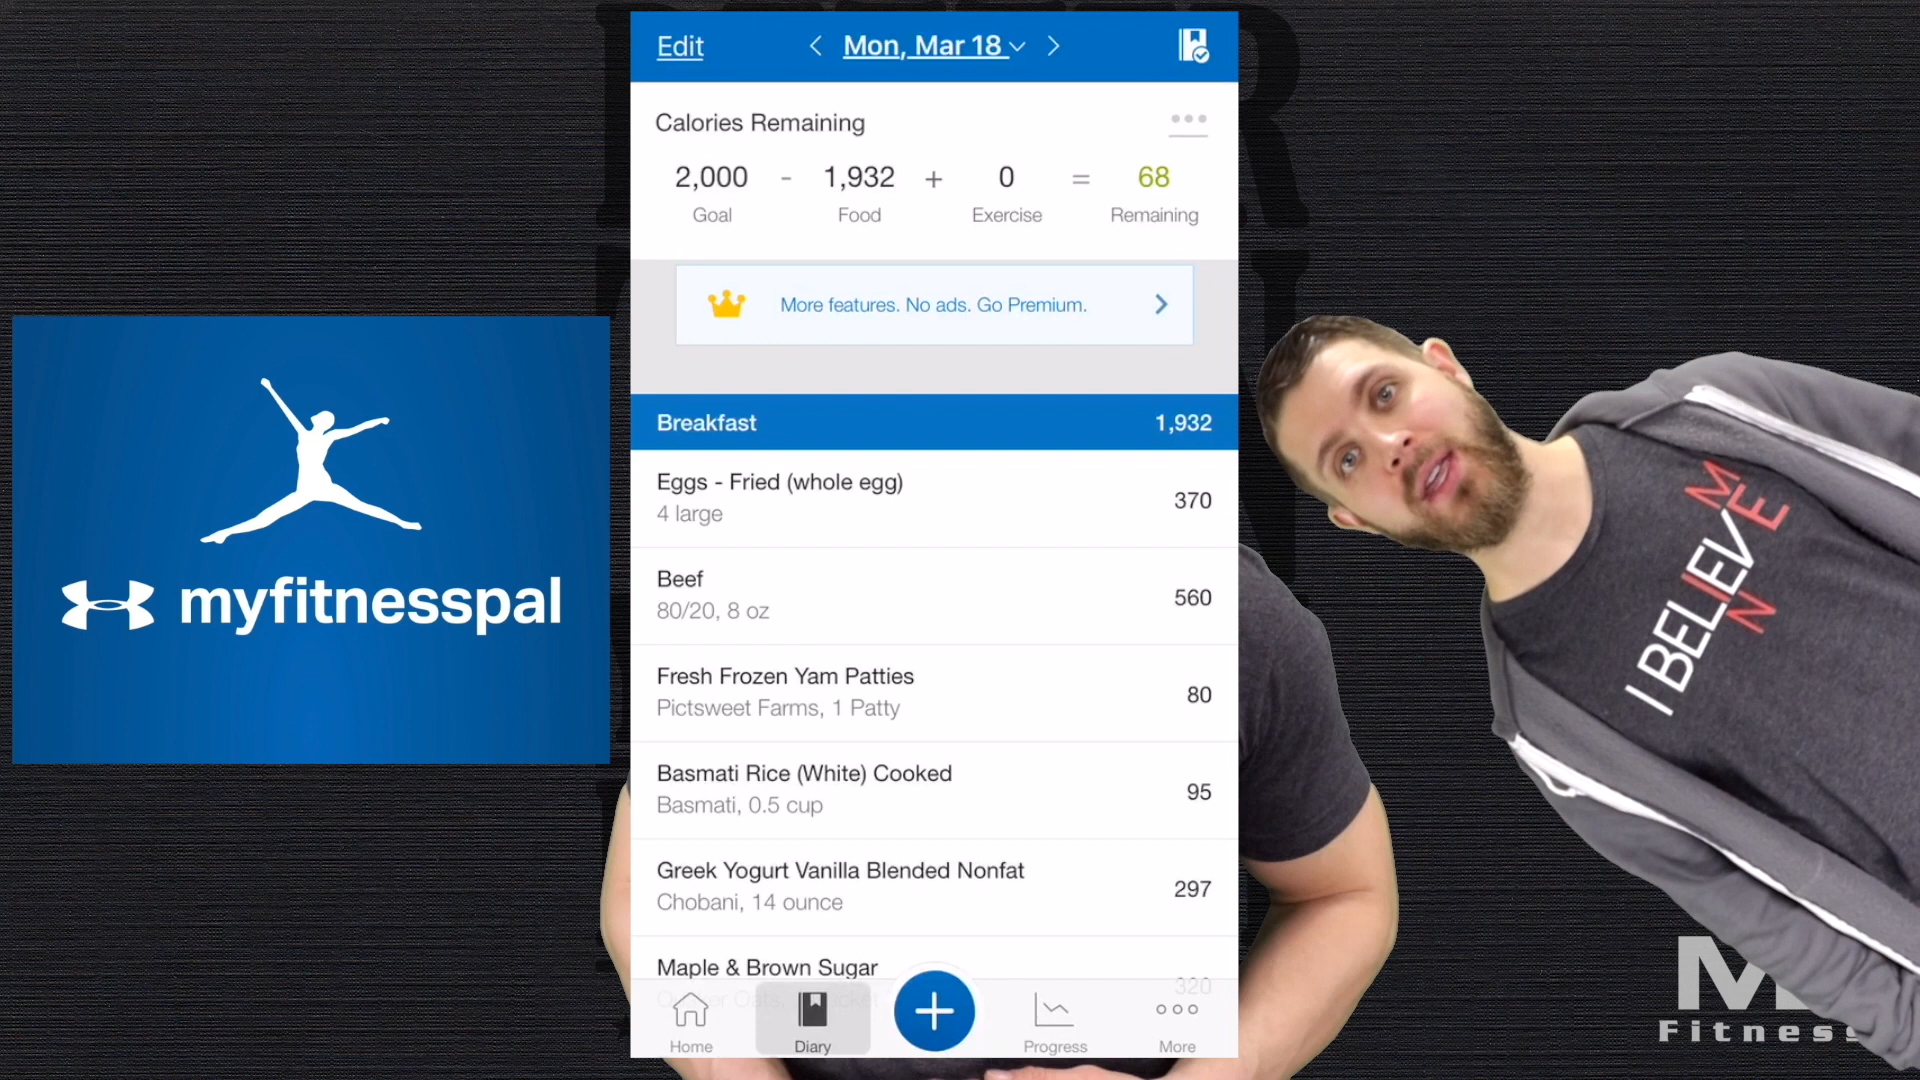 Edit
Mon, Mar 18
Calories Remaining
2,000 - 1,932 + 0 = 68
Goal Food Exercise Remaining
More features. No ads. Go Premium.
Breakfast 1,932
Eggs - Fried (whole egg)
4 large
370
Beef
80/20, 8 oz
560
Fresh Frozen Yam Patties
Pictsweet Farms, 1 Patty
80
Basmati Rice (White) Cooked
Basmati, 0.5 cup
95
Greek Yogurt Vanilla Blended Nonfat
Chobani, 14 ounce
297
Maple & Brown Sugar
320
Home Diary Progress More
myfitnesspal
I BELIEVE
ME
N
M
Fitness